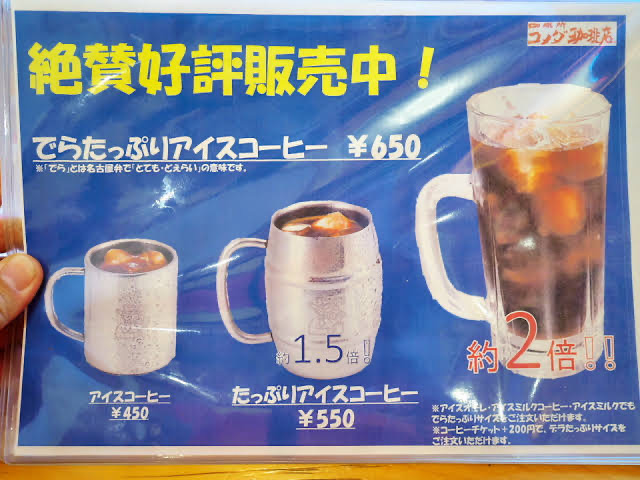 御菓所
コメダ珈琲店
絶賛好評販売中！
でらたっぷりアイスコーヒー ￥650
※「でら」とは名古屋弁で「とても・どえらい」の意味です。
約1.5倍!!
約2倍!!
アイスコーヒー
￥450
たっぷりアイスコーヒー
￥550
※アイスオーレ・アイスミルクコーヒー・アイスミルクでも
でらたっぷりサイズをご注文いただけます。
※コーヒーチケット＋200円で、デラたっぷりサイズを
ご注文いただけます。